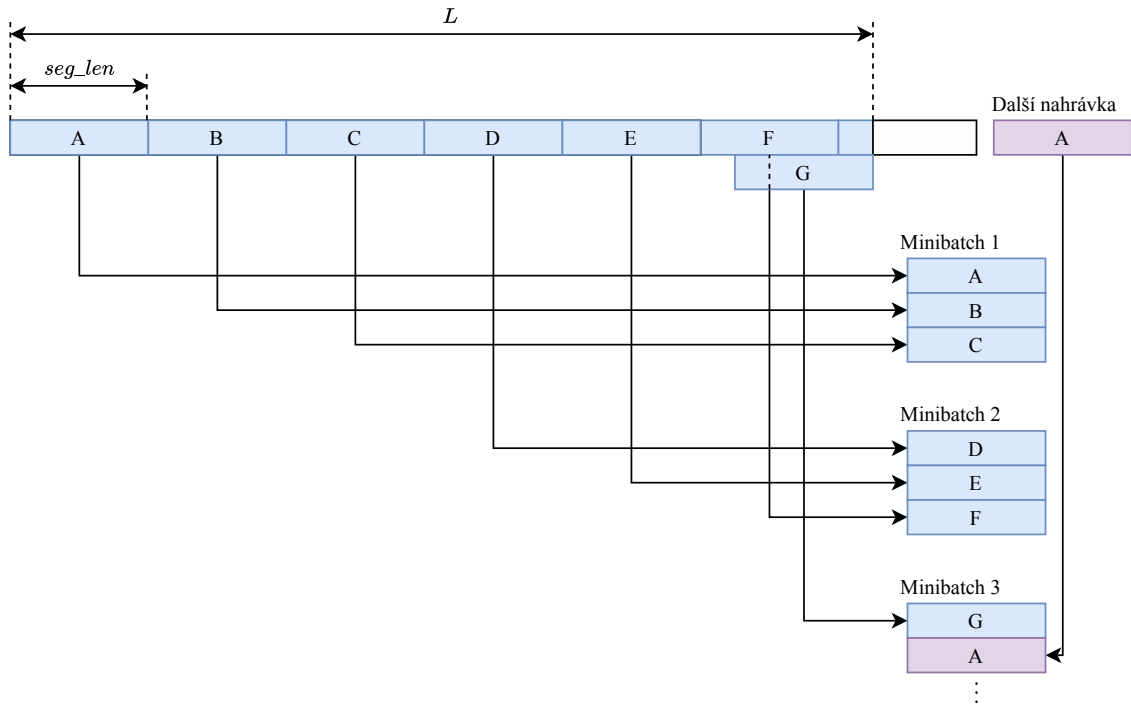 L
seg_len
Další nahrávka
A B C D E F A
G
Minibatch 1
A
B
C
Minibatch 2
D
E
F
Minibatch 3
G
A
⋮